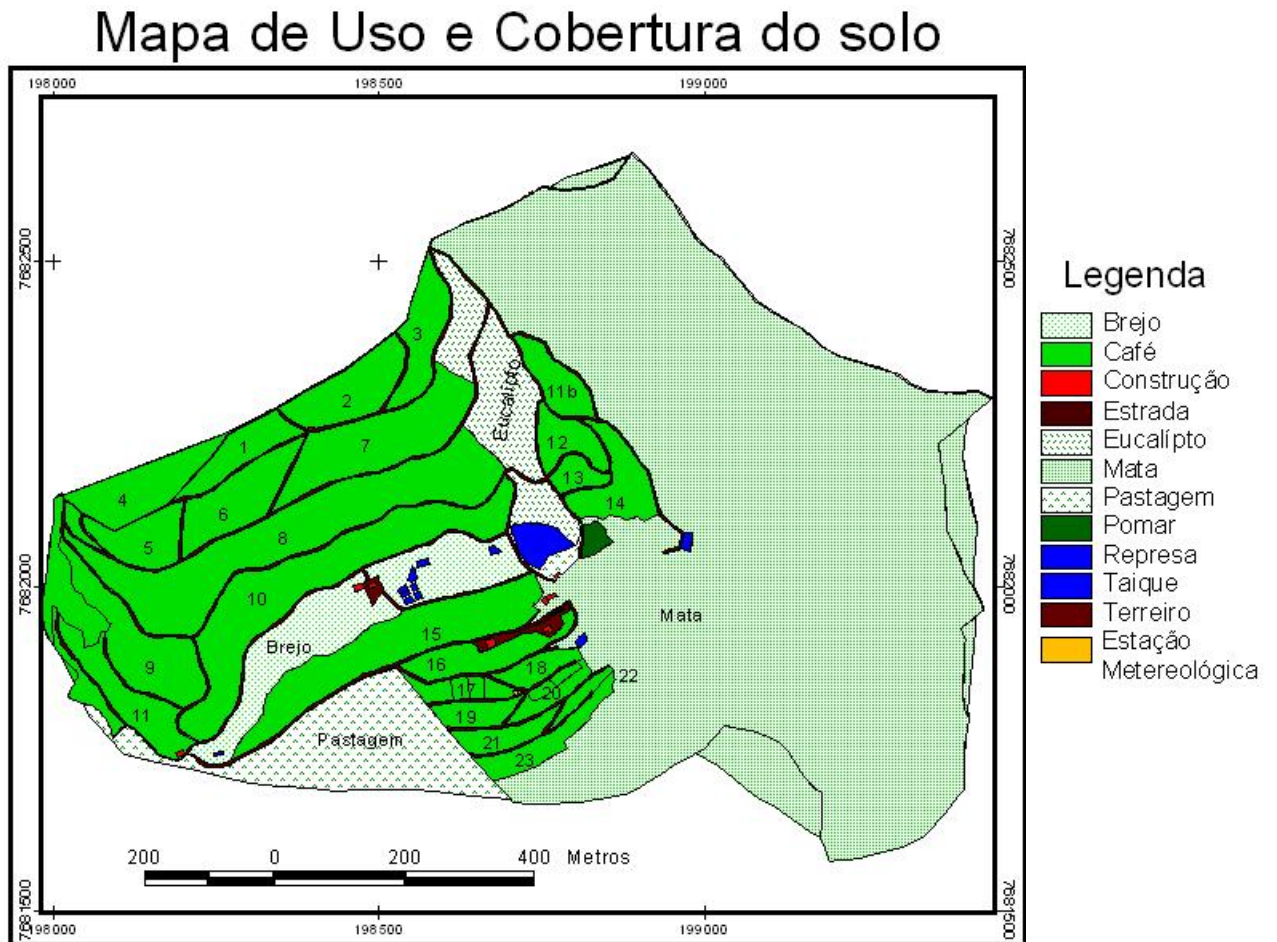 Mapa de Uso e Cobertura do solo
198000 198500 199000
7682500 7682500
3
2
11b
Eucalípto
1
7
12
4
13
6
14
5
8
7682000 7682000
10
Mata
15
Brejo
9
16
18
22
17
20
11
19
Pastagem
21
23
200 0 200 400 Metros
7681500 7681500
198000 198500 199000
Legenda
Brejo
Café
Construção
Estrada
Eucalípto
Mata
Pastagem
Pomar
Represa
Taique
Terreiro
Estação
Metereológica